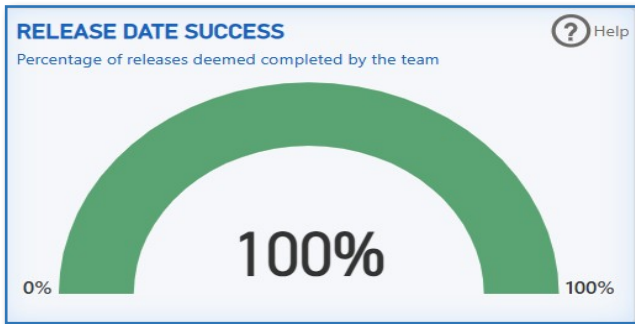 RELEASE DATE SUCCESS
? Help
Percentage of releases deemed completed by the team
100%
0%
100%